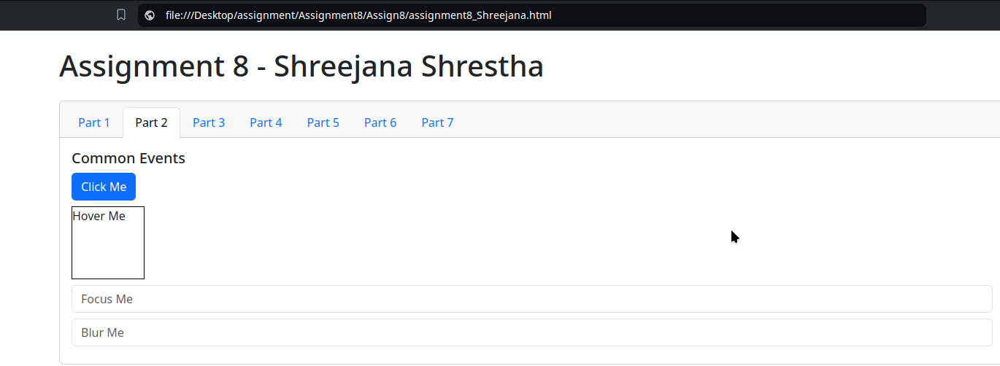 file:///Desktop/assignment/Assignment8/Assign8/assignment8_Shreejana.html
Assignment 8 - Shreejana Shrestha
Part 1 Part 2 Part 3 Part 4 Part 5 Part 6 Part 7
Common Events
Click Me
Hover Me
Focus Me
Blur Me